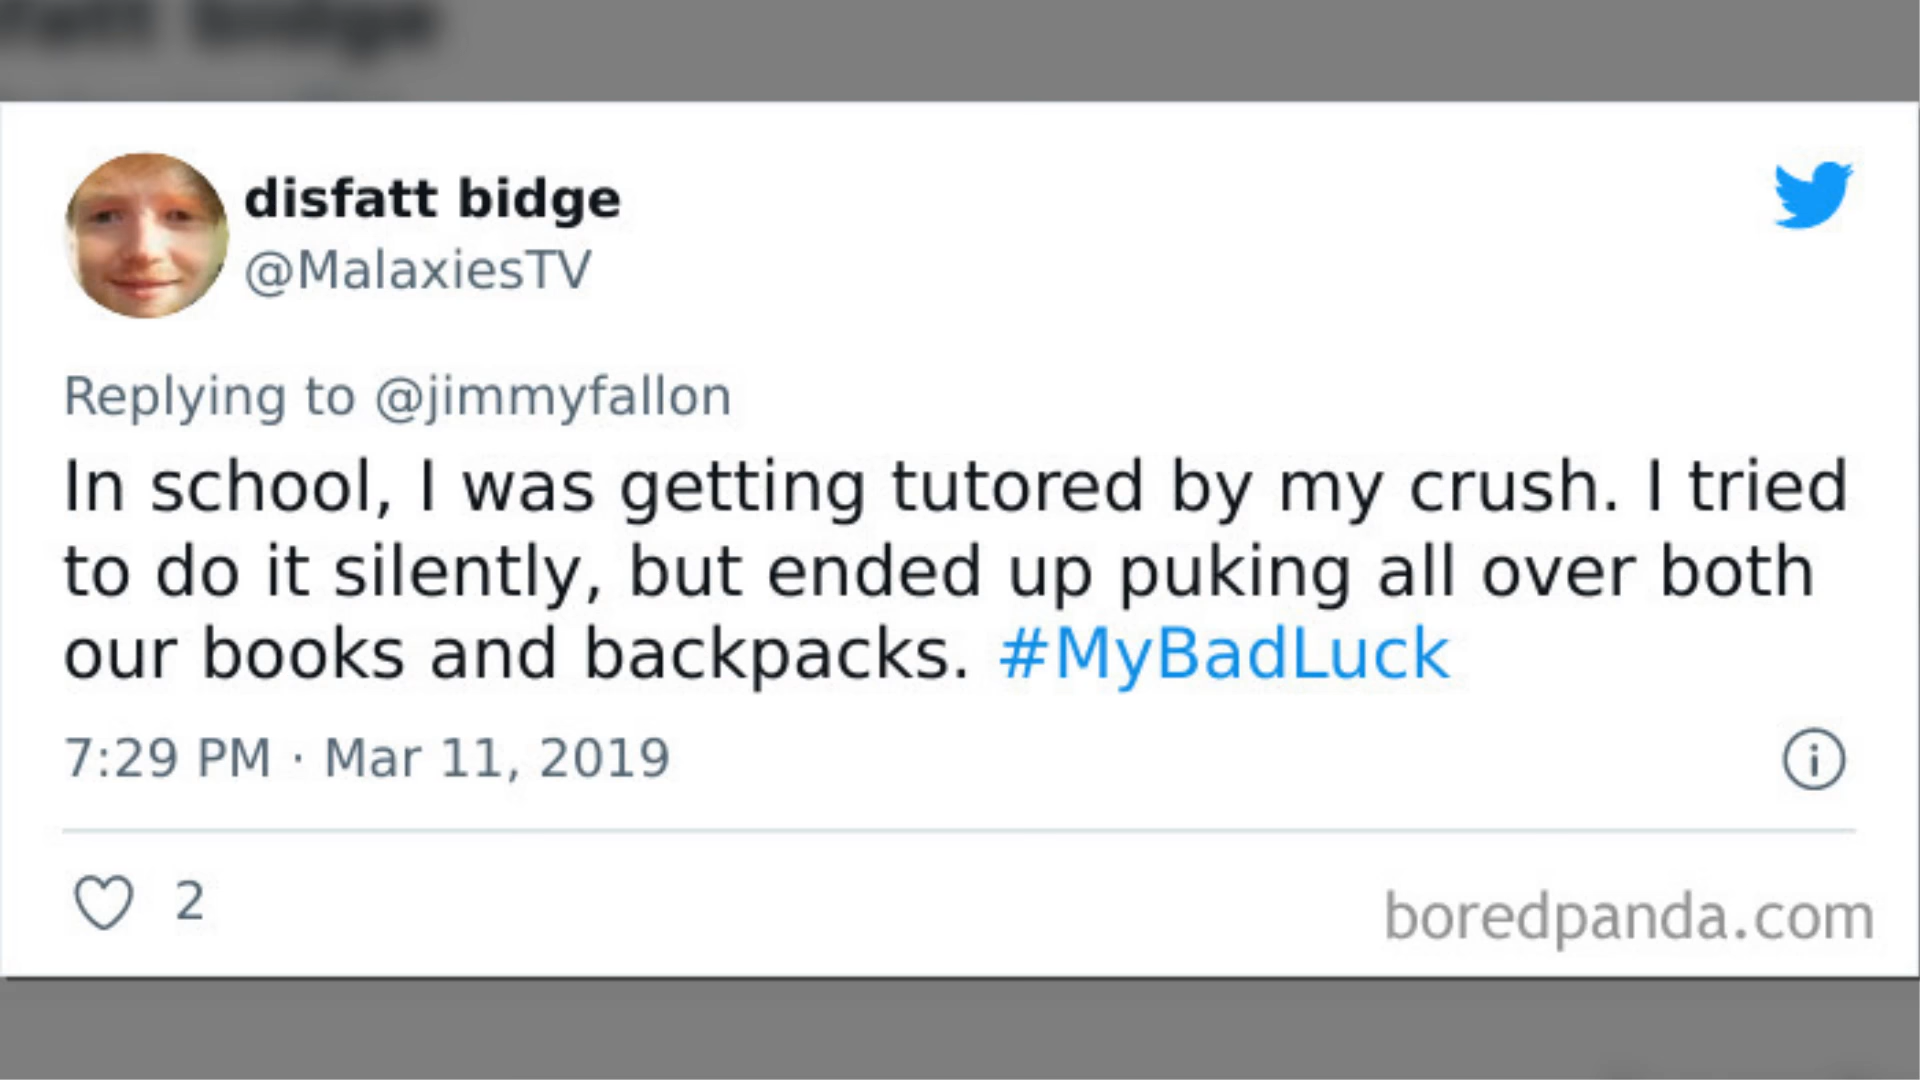 fatt bidge
disfatt bidge
@MalaxiesTV
Replying to @jimmyfallon
In school, I was getting tutored by my crush. I tried
to do it silently, but ended up puking all over both
our books and backpacks. #MyBadLuck
7:29 PM · Mar 11, 2019
2
boredpanda.com